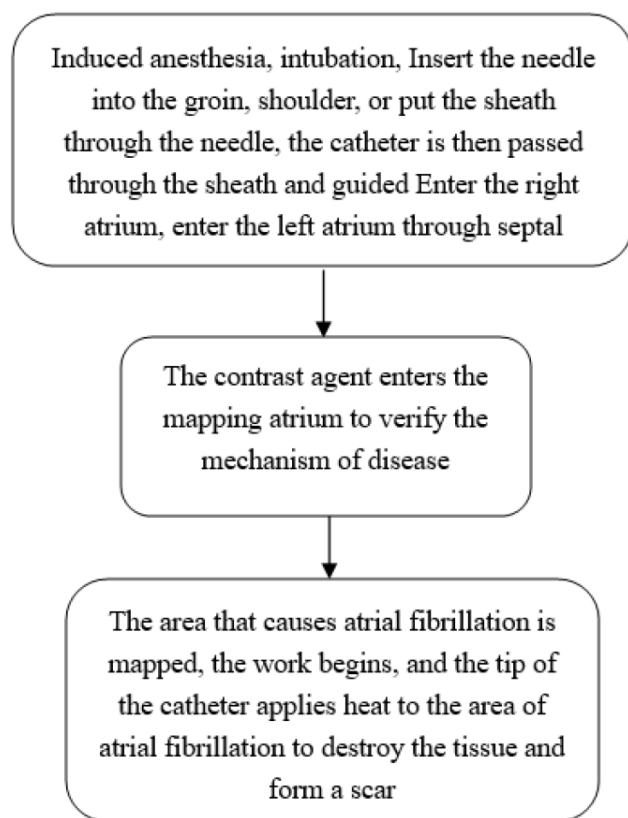 Induced anesthesia, intubation, Insert the needle
into the groin, shoulder, or put the sheath
through the needle, the catheter is then passed
through the sheath and guided Enter the right
atrium, enter the left atrium through septal
The contrast agent enters the
mapping atrium to verify the
mechanism of disease
The area that causes atrial fibrillation is
mapped, the work begins, and the tip of
the catheter applies heat to the area of
atrial fibrillation to destroy the tissue and
form a scar